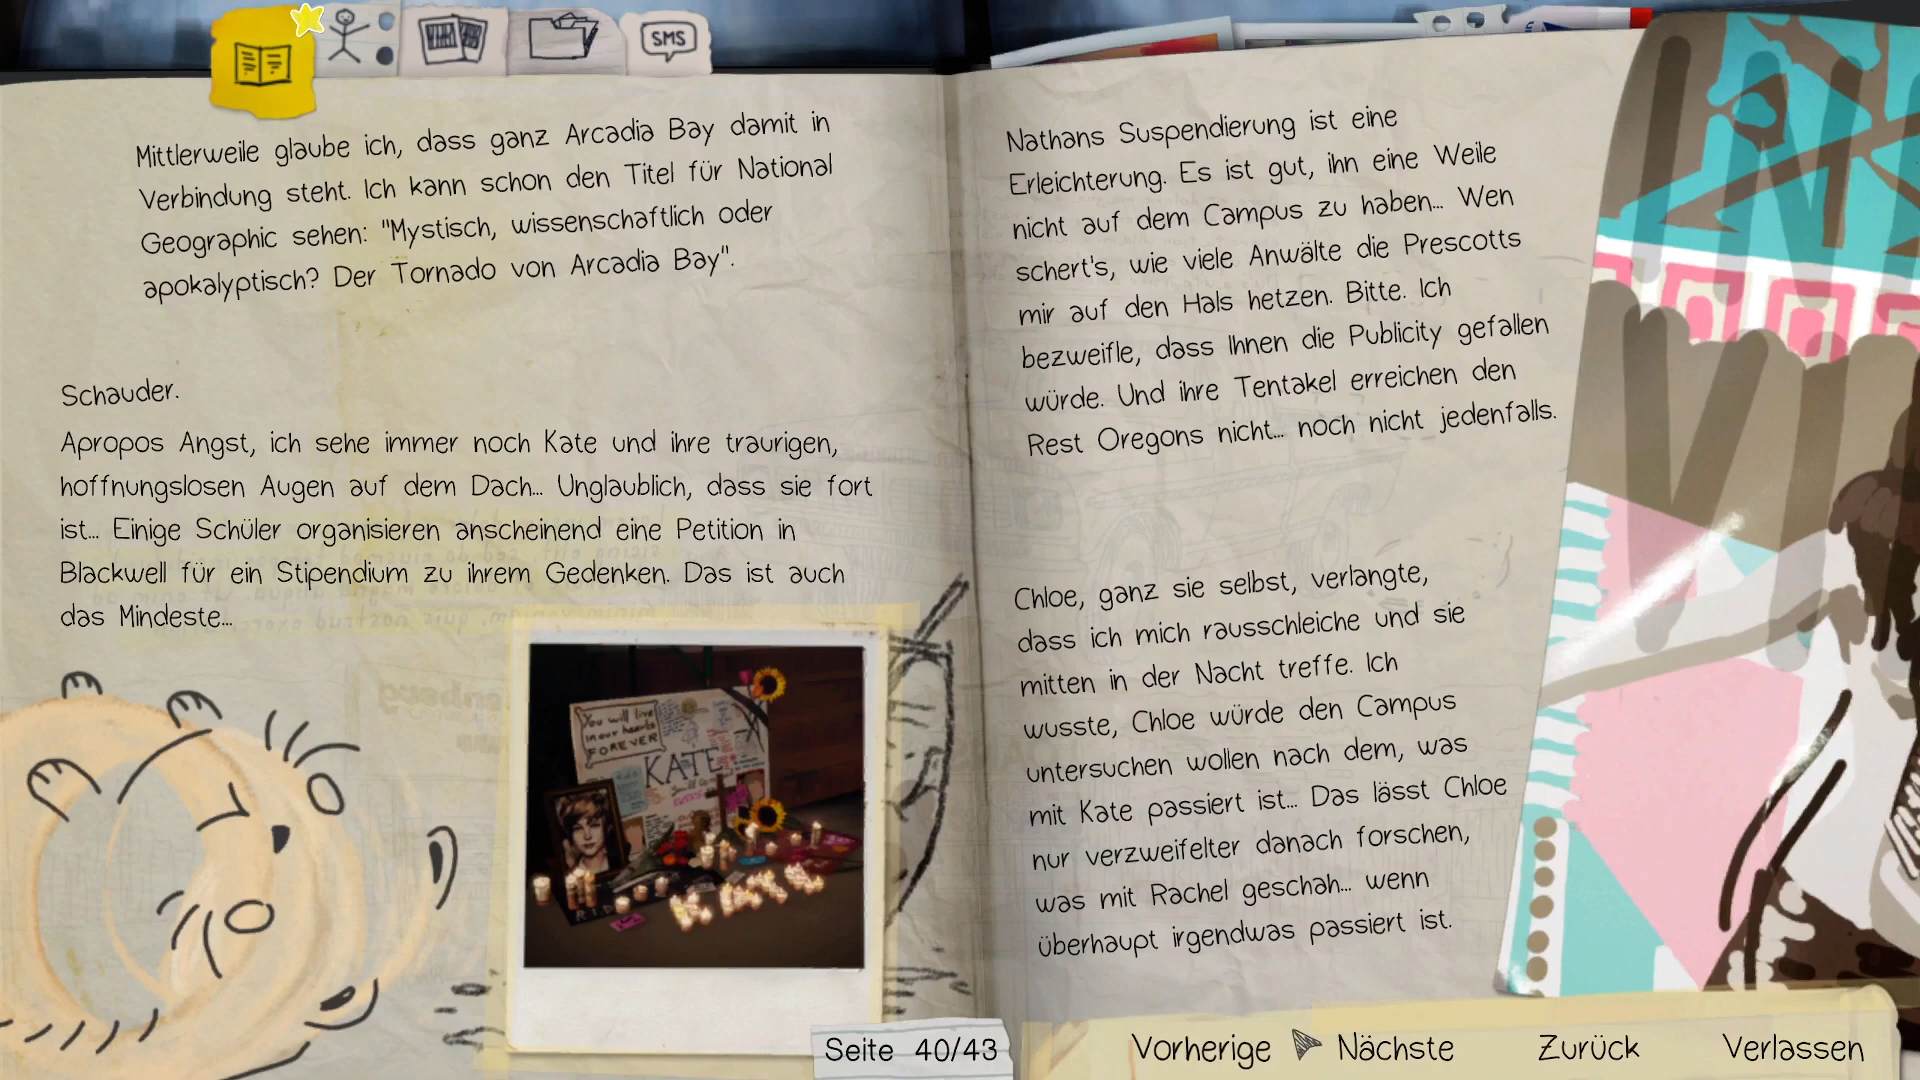 SMS
Mittlerweile glaube ich, dass ganz Arcadia Bay damit in
Verbindung steht. Ich kann schon den Titel für National
Geographic sehen: "Mystisch, wissenschaftlich oder
apokalyptisch? Der Tornado von Arcadia Bay".
Schauder.
Apropos Angst, ich sehe immer noch Kate und ihre traurigen,
hoffnungslosen Augen auf dem Dach... Unglaublich, dass sie fort
ist... Einige Schüler organisieren anscheinend eine Petition in
Blackwell für ein Stipendium zu ihrem Gedenken. Das ist auch
das Mindeste...
You will live
in our hearts
FOREVER
KATE
Nathans Suspendierung ist eine
Erleichterung. Es ist gut, ihn eine Weile
nicht auf dem Campus zu haben... Wen
schert's, wie viele Anwälte die Prescotts
mir auf den Hals hetzen. Bitte. Ich
bezweifle, dass Ihnen die Publicity gefallen
würde. Und ihre Tentakel erreichen den
Rest Oregons nicht... noch nicht jedenfalls.
Chloe, ganz sie selbst, verlangte,
dass ich mich rausschleiche und sie
mitten in der Nacht treffe. Ich
wusste, Chloe würde den Campus
untersuchen wollen nach dem, was
mit Kate passiert ist... Das lässt Chloe
nur verzweifelter danach forschen,
was mit Rachel geschah... wenn
überhaupt irgendwas passiert ist.
Seite 40/43
Vorherige Nächste Zurück Verlassen